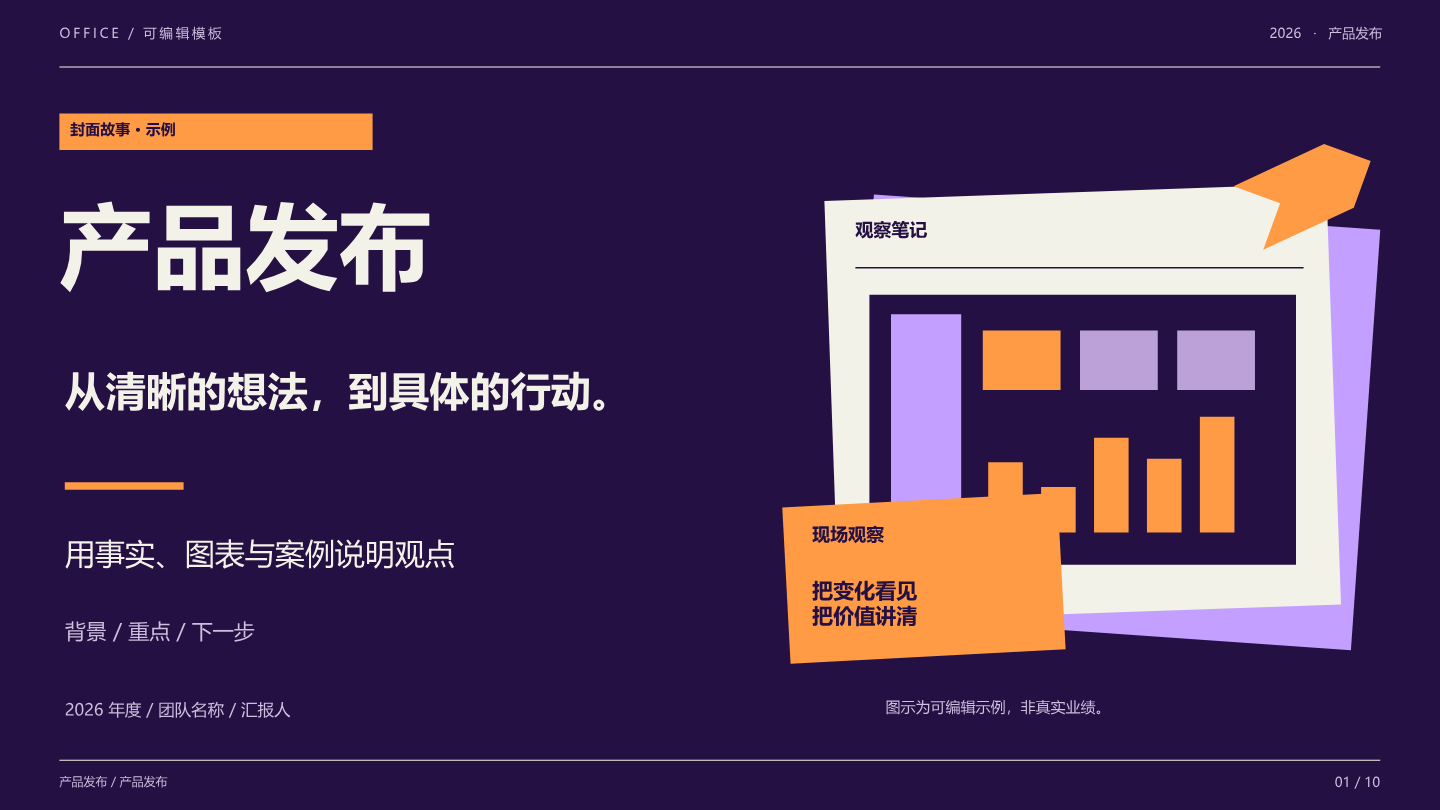 OFFICE / 可编辑模板
2026 · 产品发布
封面故事 • 示例
产品发布
从清晰的想法，到具体的行动。
用事实、图表与案例说明观点
背景 / 重点 / 下一步
2026 年度 / 团队名称 / 汇报人
观察笔记
现场观察
把变化看见
把价值讲清
图示为可编辑示例，非真实业绩。
产品发布 / 产品发布
01 / 10